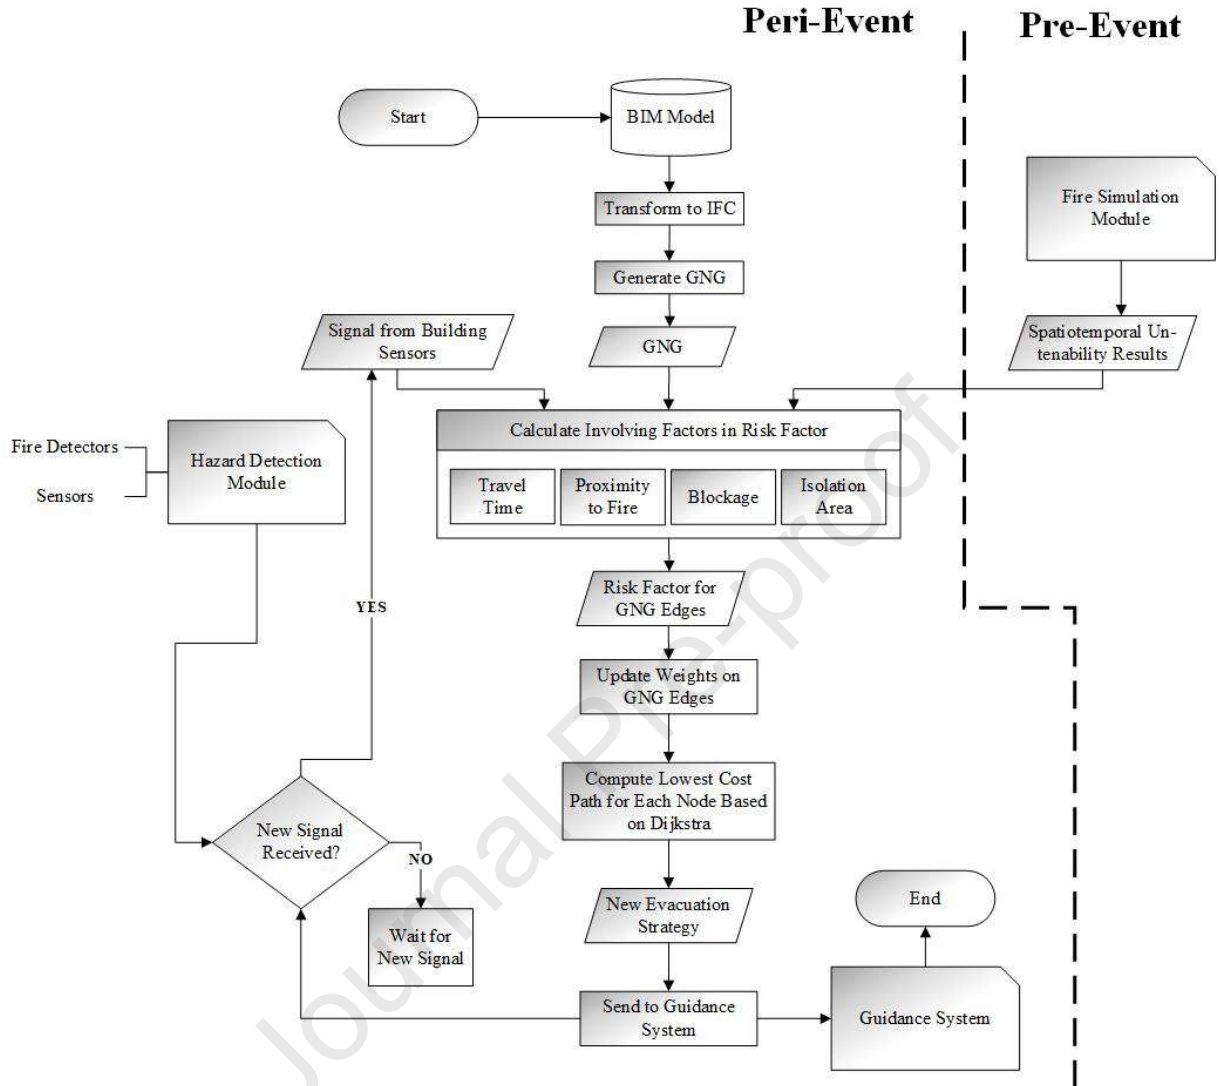 Peri-Event
Pre-Event
Start
BIM Model
Transform to IFC
Generate GNG
GNG
Fire Simulation
Module
Spatiotemporal Un-
tenability Results
Signal from Building
Sensors
Calculate Involving Factors in Risk Factor
Travel
Time
Proximity
to Fire
Blockage
Isolation
Area
Fire Detectors
Sensors
Hazard Detection
Module
YES
Risk Factor for
GNG Edges
Update Weights on
GNG Edges
Compute Lowest Cost
Path for Each Node Based
on Dijkstra
New Signal
Received?
NO
Wait for
New Signal
New Evacuation
Strategy
Send to Guidance
System
Guidance System
End
Journal Pre-proof